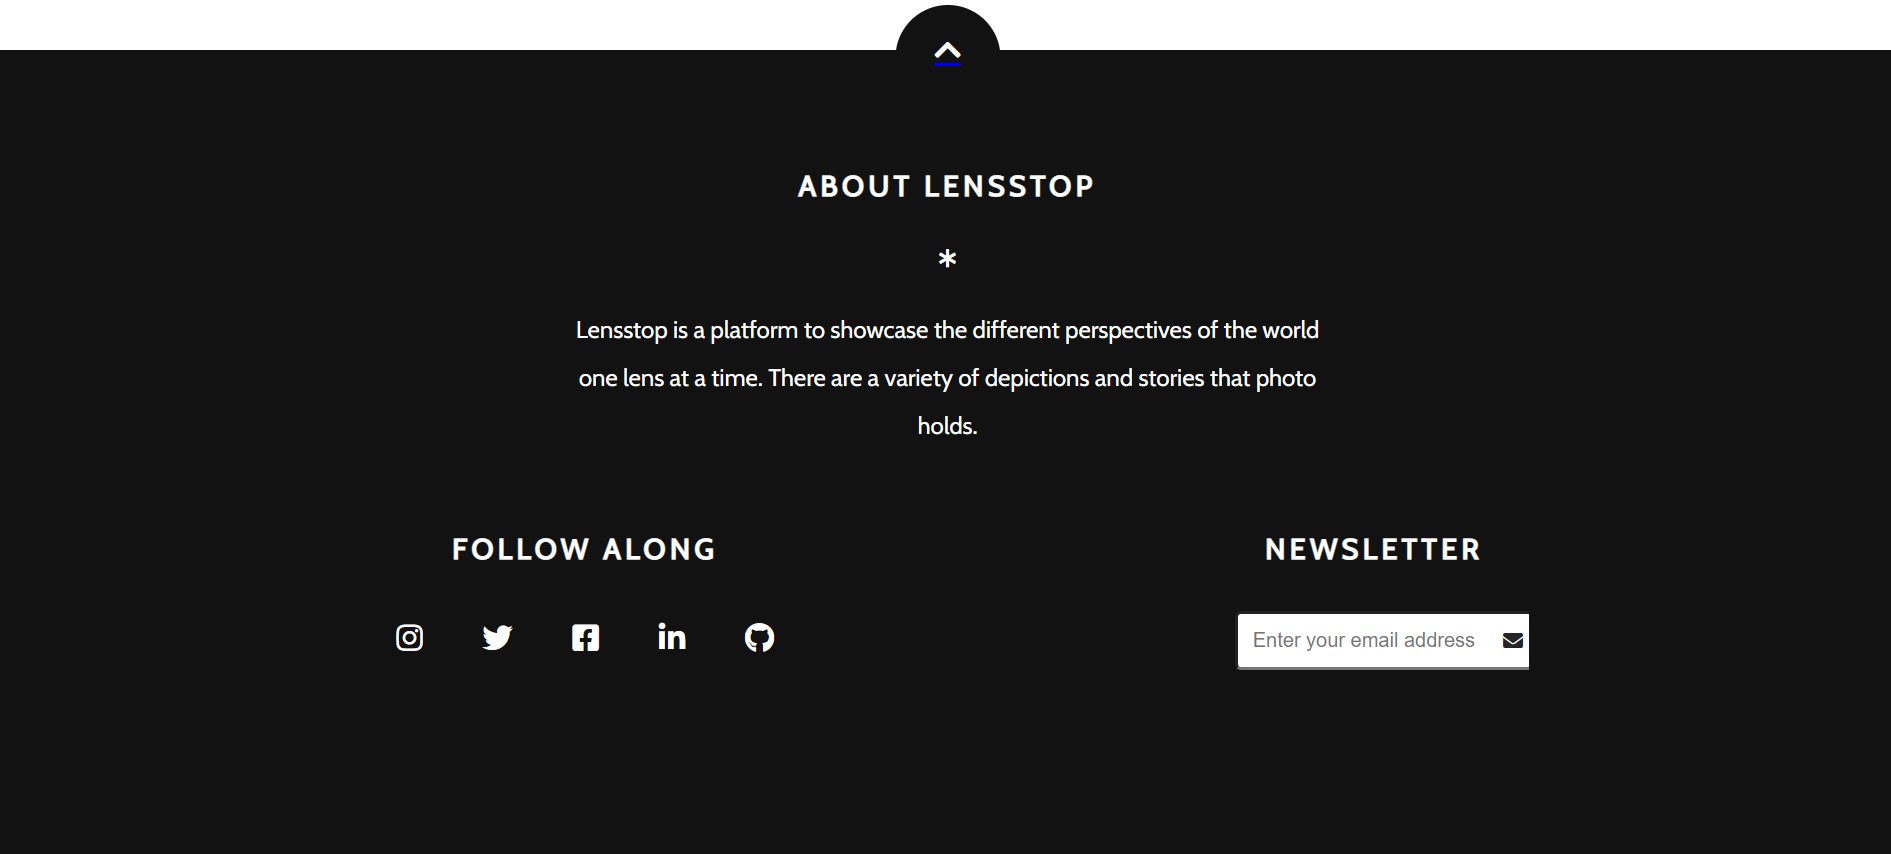 ABOUT LENSSTOP
*
Lensstop is a platform to showcase the different perspectives of the world
one lens at a time. There are a variety of depictions and stories that photo
holds.
FOLLOW ALONG
NEWSLETTER
Enter your email address